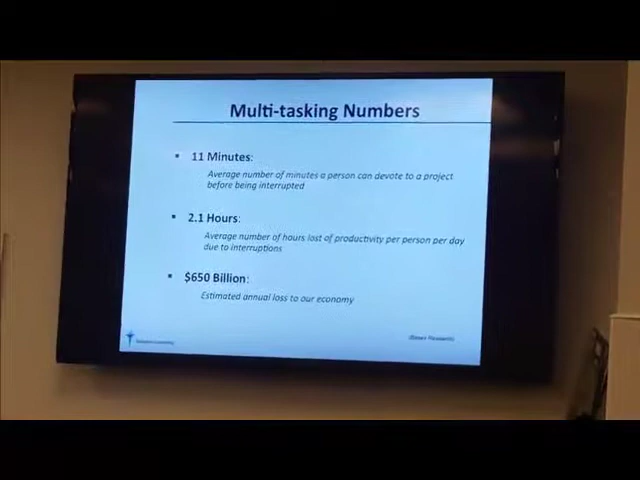 Multi-tasking Numbers
▪ 11 Minutes:
Average number of minutes a person can devote to a project
before being interrupted
▪ 2.1 Hours:
Average number of hours lost of productivity per person per day
due to interruptions
▪ $650 Billion:
Estimated annual loss to our economy